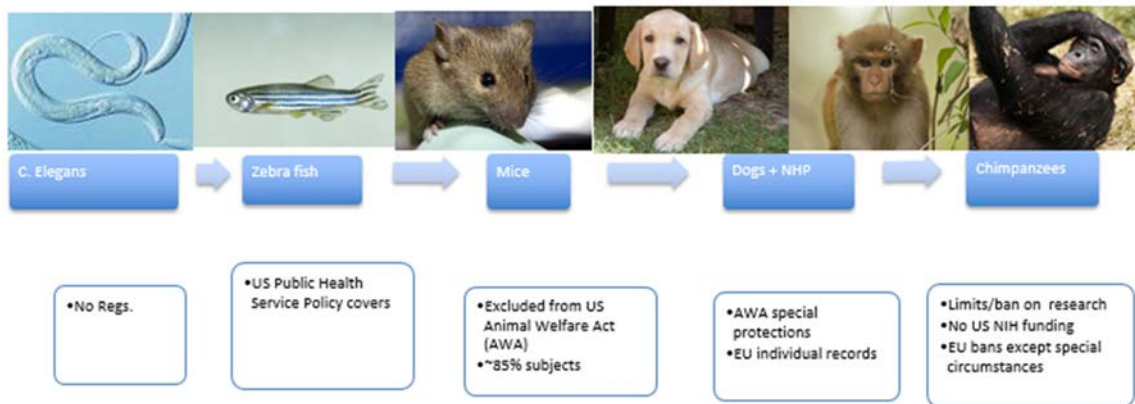 C. Elegans
Zebra fish
Mice
Dogs + NHP
Chimpanzees
•No Regs.
•US Public Health
Service Policy covers
•Excluded from US
Animal Welfare Act
(AWA)
•~85% subjects
•AWA special
protections
•EU individual records
•Limits/ban on research
•No US NIH funding
•EU bans except special
circumstances